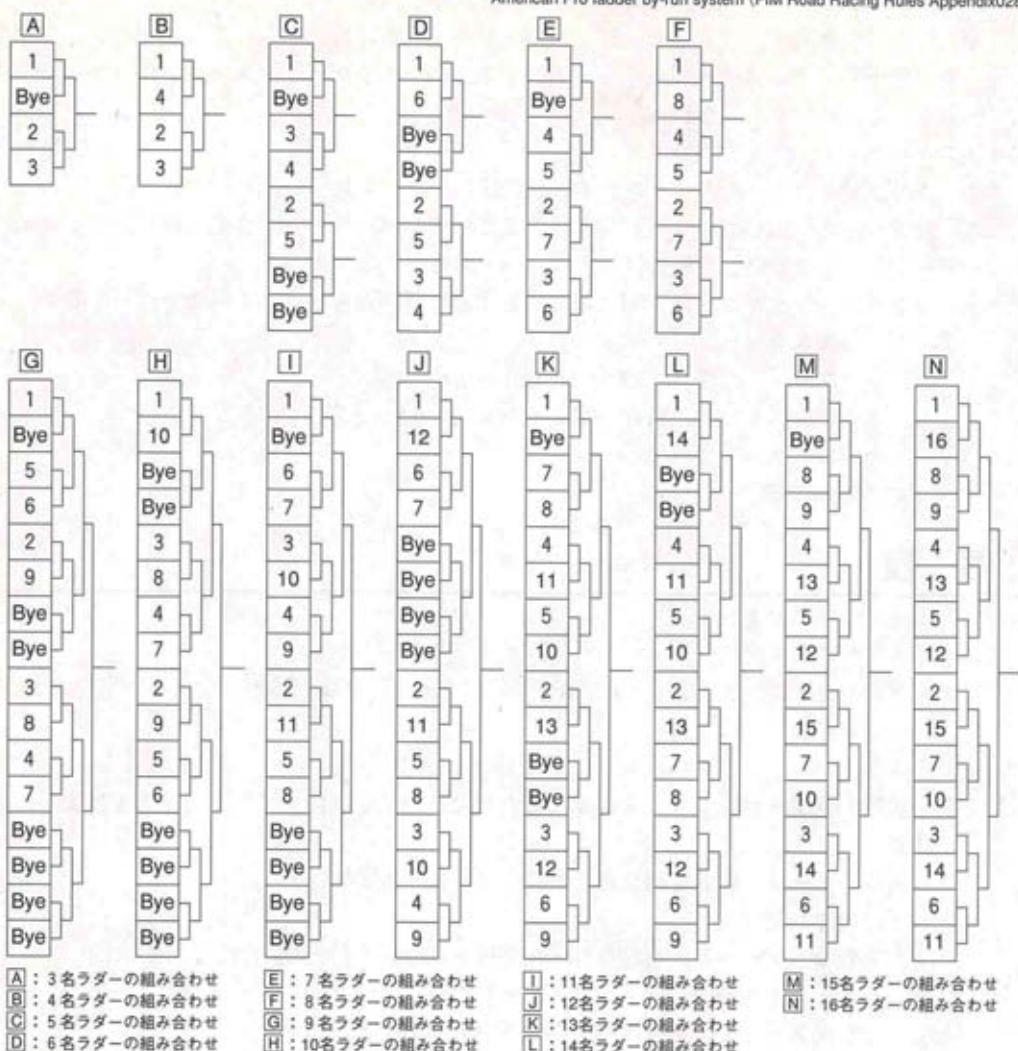 American Pro ladder by-run system (FIM Road Racing Rules Appendix028
A
1
Bye
2
3
B
1
4
2
3
C
1
Bye
3
4
2
5
Bye
Bye
D
1
6
Bye
Bye
2
5
3
4
E
1
Bye
4
5
2
7
3
6
F
1
8
4
5
2
7
3
6
G
1
Bye
5
6
2
9
Bye
Bye
3
8
4
7
Bye
Bye
Bye
Bye
H
1
10
Bye
Bye
3
8
4
7
2
9
5
6
Bye
Bye
Bye
Bye
I
1
Bye
6
7
3
10
4
9
2
11
5
8
Bye
Bye
Bye
Bye
J
1
12
6
7
Bye
Bye
Bye
Bye
2
11
5
8
3
10
4
9
K
1
Bye
7
8
4
11
5
10
2
13
Bye
Bye
3
12
6
9
L
1
14
Bye
Bye
4
11
5
10
2
13
7
8
3
12
6
9
M
1
Bye
8
9
4
13
5
12
2
15
7
10
3
14
6
11
N
1
16
8
9
4
13
5
12
2
15
7
10
3
14
6
11
A：3名ラダーの組み合わせ
B：4名ラダーの組み合わせ
C：5名ラダーの組み合わせ
D：6名ラダーの組み合わせ
E：7名ラダーの組み合わせ
F：8名ラダーの組み合わせ
G：9名ラダーの組み合わせ
H：10名ラダーの組み合わせ
I：11名ラダーの組み合わせ
J：12名ラダーの組み合わせ
K：13名ラダーの組み合わせ
L：14名ラダーの組み合わせ
M：15名ラダーの組み合わせ
N：16名ラダーの組み合わせ